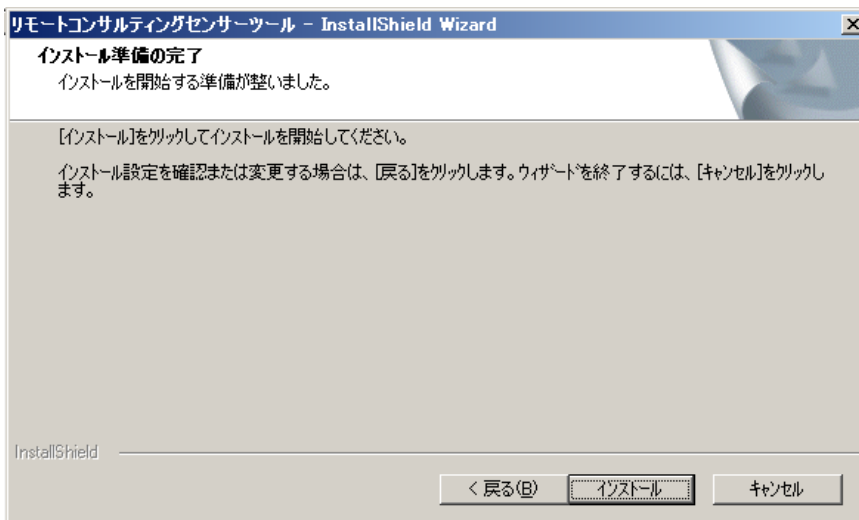 リモートコンサルティングセンサーツール - InstallShield Wizard
インストール準備の完了
インストールを開始する準備が整いました。
[インストール]をクリックしてインストールを開始してください。
インストール設定を確認または変更する場合は、[戻る]をクリックします。ウィザードを終了するには、[キャンセル]をクリックし
ます。
InstallShield
< 戻る(B)
インストール
キャンセル